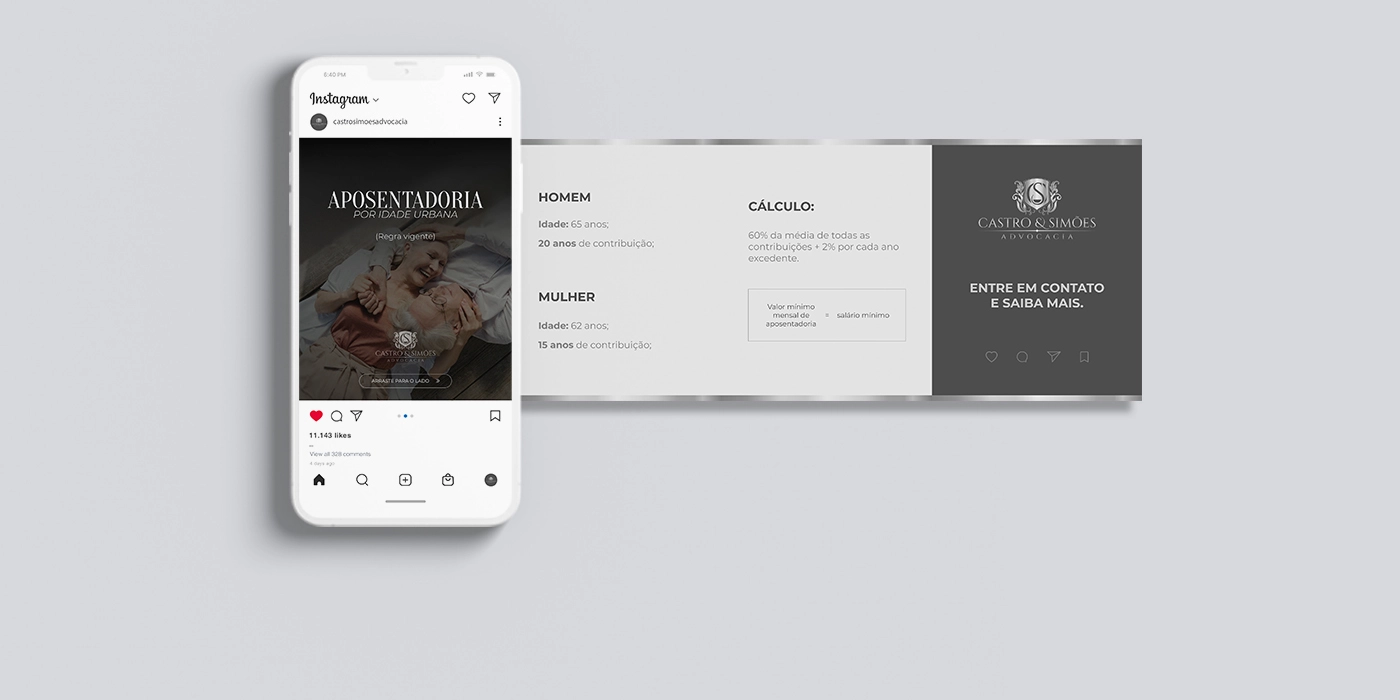 8:40 PM
Instagram
castrosimoesadvocacia
APOSENTADORIA
POR IDADE URBANA
(Regra vigente)
CASTRO & SIMÕES
ADVOCACIA
ARRASTE PARA O LADO »
11.143 likes
View all 328 comments
4 days ago
HOMEM
Idade: 65 anos;
20 anos de contribuição;
MULHER
Idade: 62 anos;
15 anos de contribuição;
CÁLCULO:
60% da média de todas as
contribuições + 2% por cada ano
excedente.
Valor mínimo
mensal de
aposentadoria
= salário mínimo
CS
CASTRO & SIMÕES
ADVOCACIA
ENTRE EM CONTATO
E SAIBA MAIS.